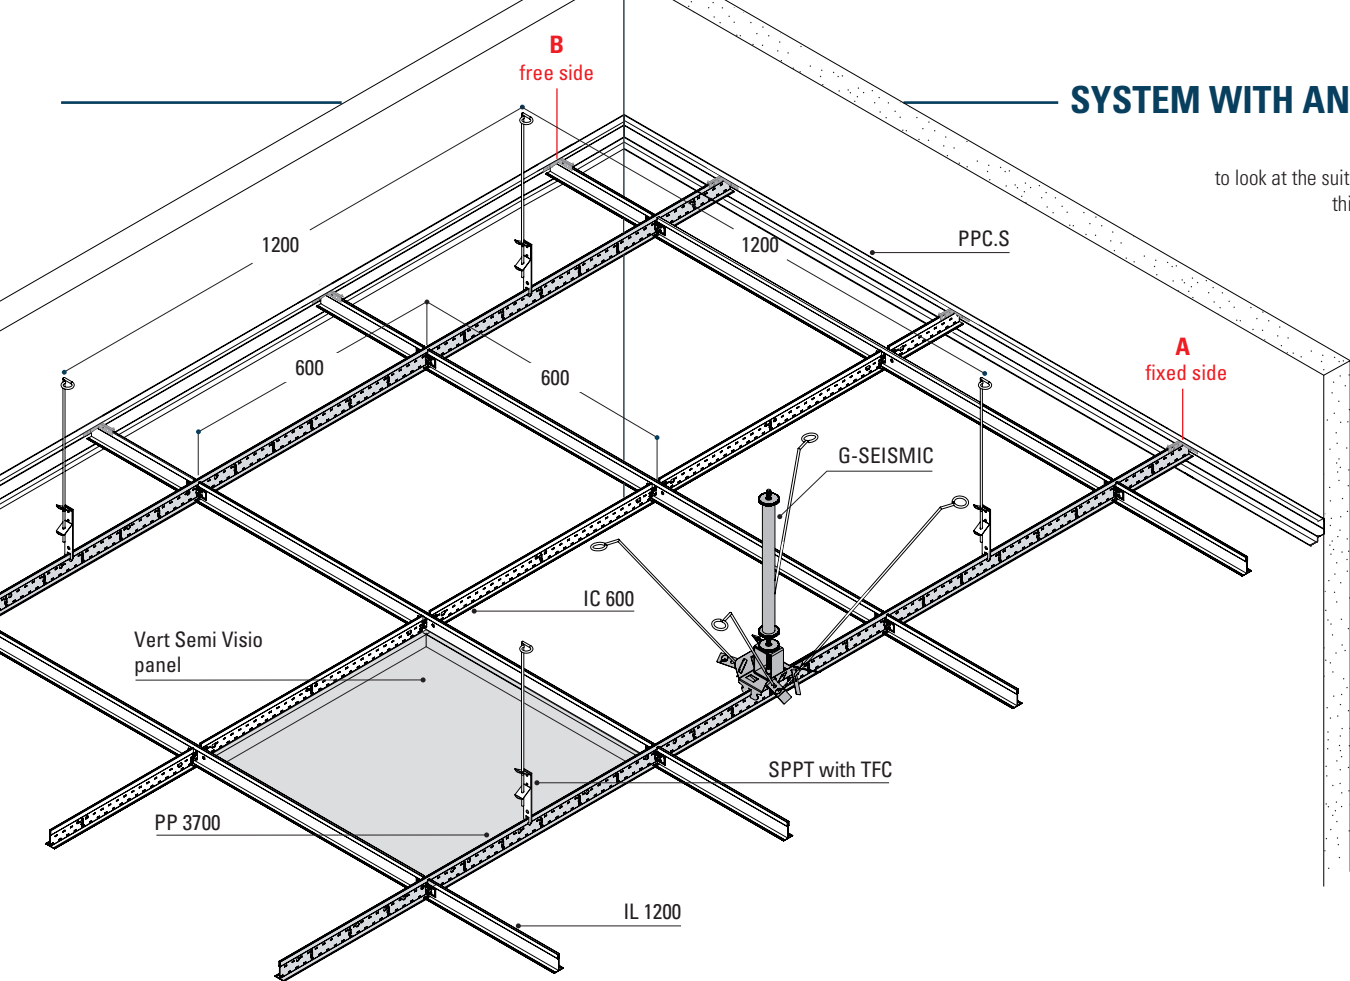 B
free side
SYSTEM WITH AN
to look at the suit
thi
1200
1200
PPC.S
A
fixed side
600
600
G-SEISMIC
IC 600
Vert Semi Visio
panel
SPPT with TFC
PP 3700
IL 1200